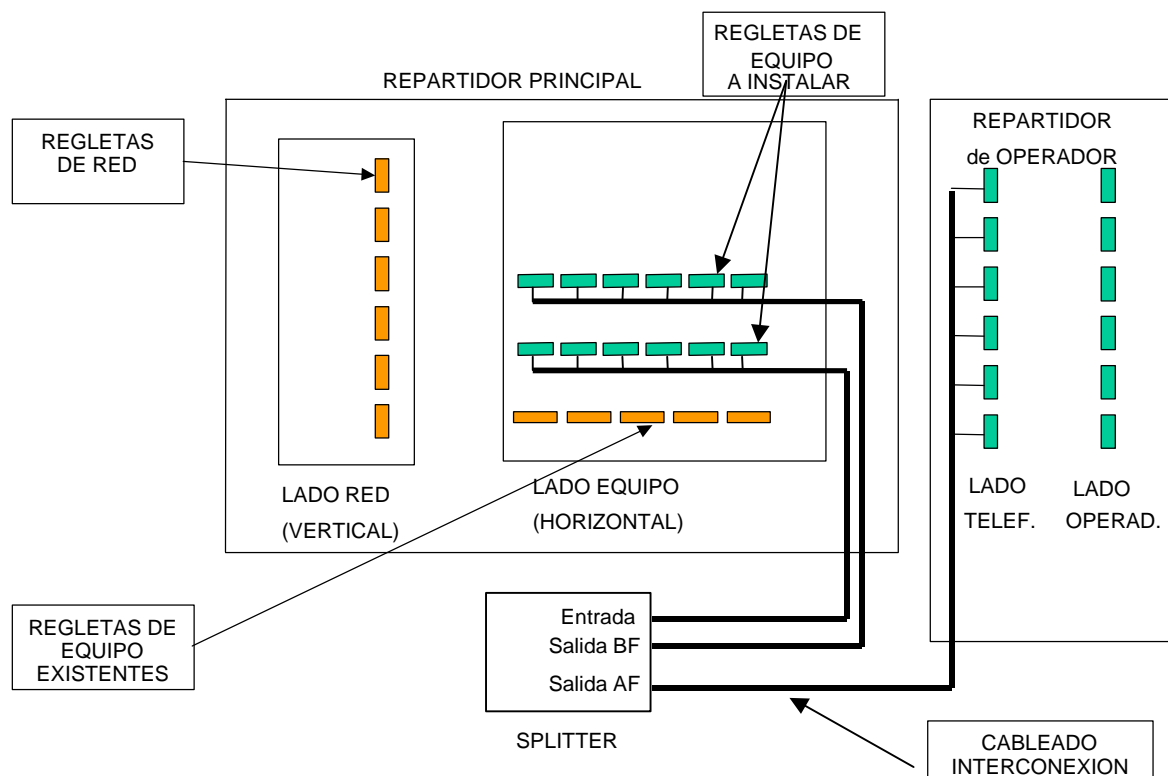 REGLETAS DE
EQUIPO
A INSTALAR
REPARTIDOR PRINCIPAL
REGLETAS
DE RED
REPARTIDOR
de OPERADOR
LADO RED
(VERTICAL)
LADO EQUIPO
(HORIZONTAL)
LADO
TELEF.
LADO
OPERAD.
REGLETAS DE
EQUIPO
EXISTENTES
Entrada
Salida BF
Salida AF
SPLITTER
CABLEADO
INTERCONEXION